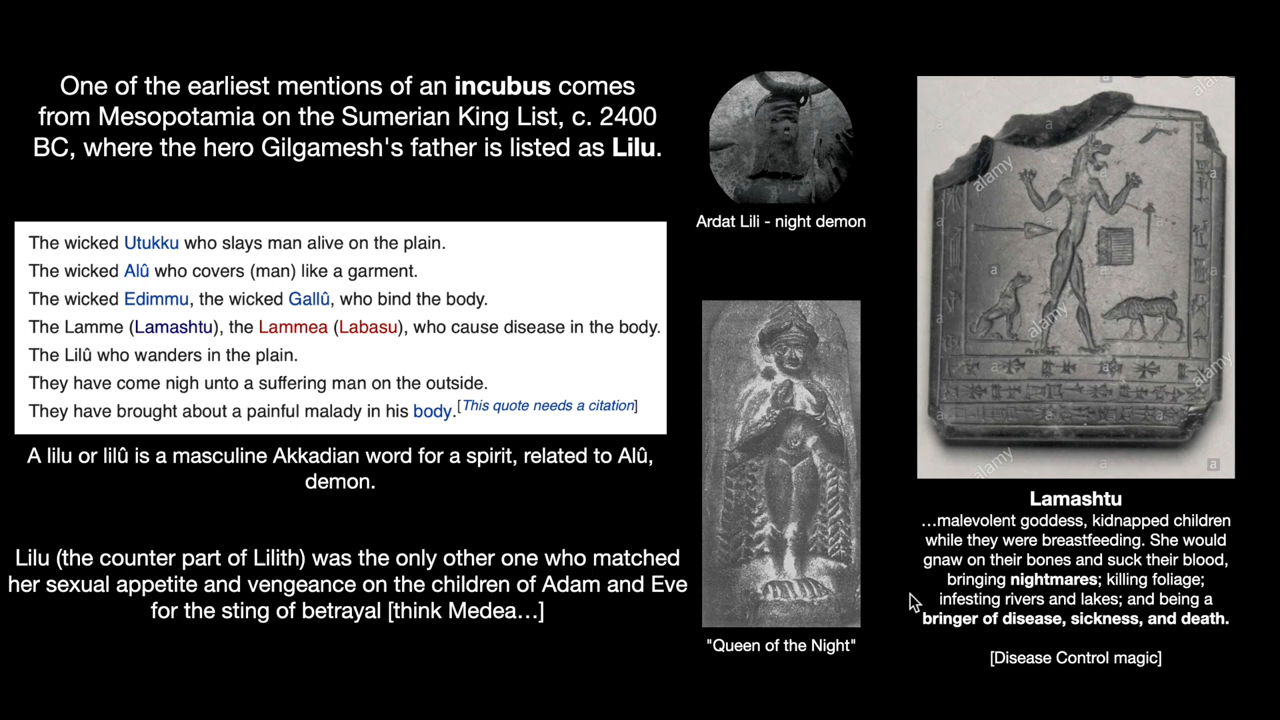 One of the earliest mentions of an incubus comes
from Mesopotamia on the Sumerian King List, c. 2400
BC, where the hero Gilgamesh's father is listed as Lilu.
The wicked Utukku who slays man alive on the plain.
The wicked Alû who covers (man) like a garment.
The wicked Edimmu, the wicked Gallû, who bind the body.
The Lamme (Lamashtu), the Lammea (Labasu), who cause disease in the body.
The Lilû who wanders in the plain.
They have come nigh unto a suffering man on the outside.
They have brought about a painful malady in his body.[This quote needs a citation]
A lilu or lilû is a masculine Akkadian word for a spirit, related to Alû,
demon.
Lilu (the counter part of Lilith) was the only other one who matched
her sexual appetite and vengeance on the children of Adam and Eve
for the sting of betrayal [think Medea…]
Ardat Lili - night demon
"Queen of the Night"
alamy
alamy
alamy
alamy
alamy
a
a
a
a
a
a
a
Lamashtu
…malevolent goddess, kidnapped children
while they were breastfeeding. She would
gnaw on their bones and suck their blood,
bringing nightmares; killing foliage;
infesting rivers and lakes; and being a
bringer of disease, sickness, and death.
[Disease Control magic]